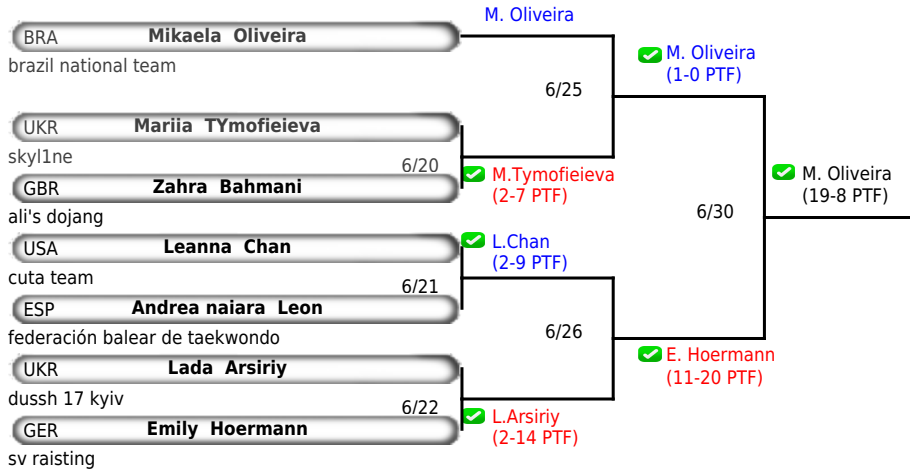 M. Oliveira
BRA Mikaela Oliveira
brazil national team
M. Oliveira
(1-0 PTF)
6/25
UKR Mariia TYmofieieva
skyl1ne
6/20
GBR Zahra Bahmani
ali's dojang
M.Tymofieieva
(2-7 PTF)
M. Oliveira
(19-8 PTF)
6/30
USA Leanna Chan
cuta team
L.Chan
(2-9 PTF)
6/21
ESP Andrea naiara Leon
federación balear de taekwondo
6/26
UKR Lada Arsiriy
dussh 17 kyiv
E. Hoermann
(11-20 PTF)
6/22
GER Emily Hoermann
sv raisting
L.Arsiriy
(2-14 PTF)